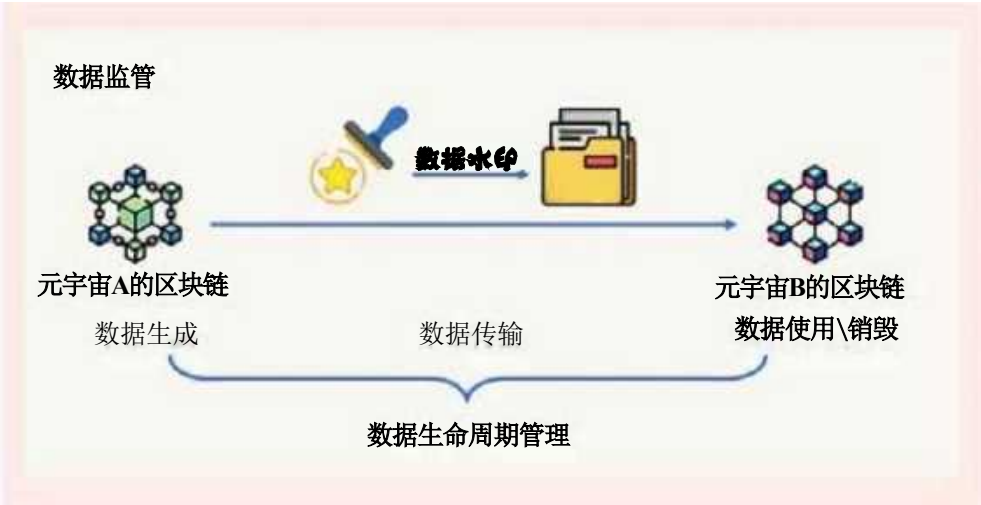 数据监管
数据水印
元宇宙A的区块链
元宇宙B的区块链
数据生成
数据传输
数据使用\销毁
数据生命周期管理